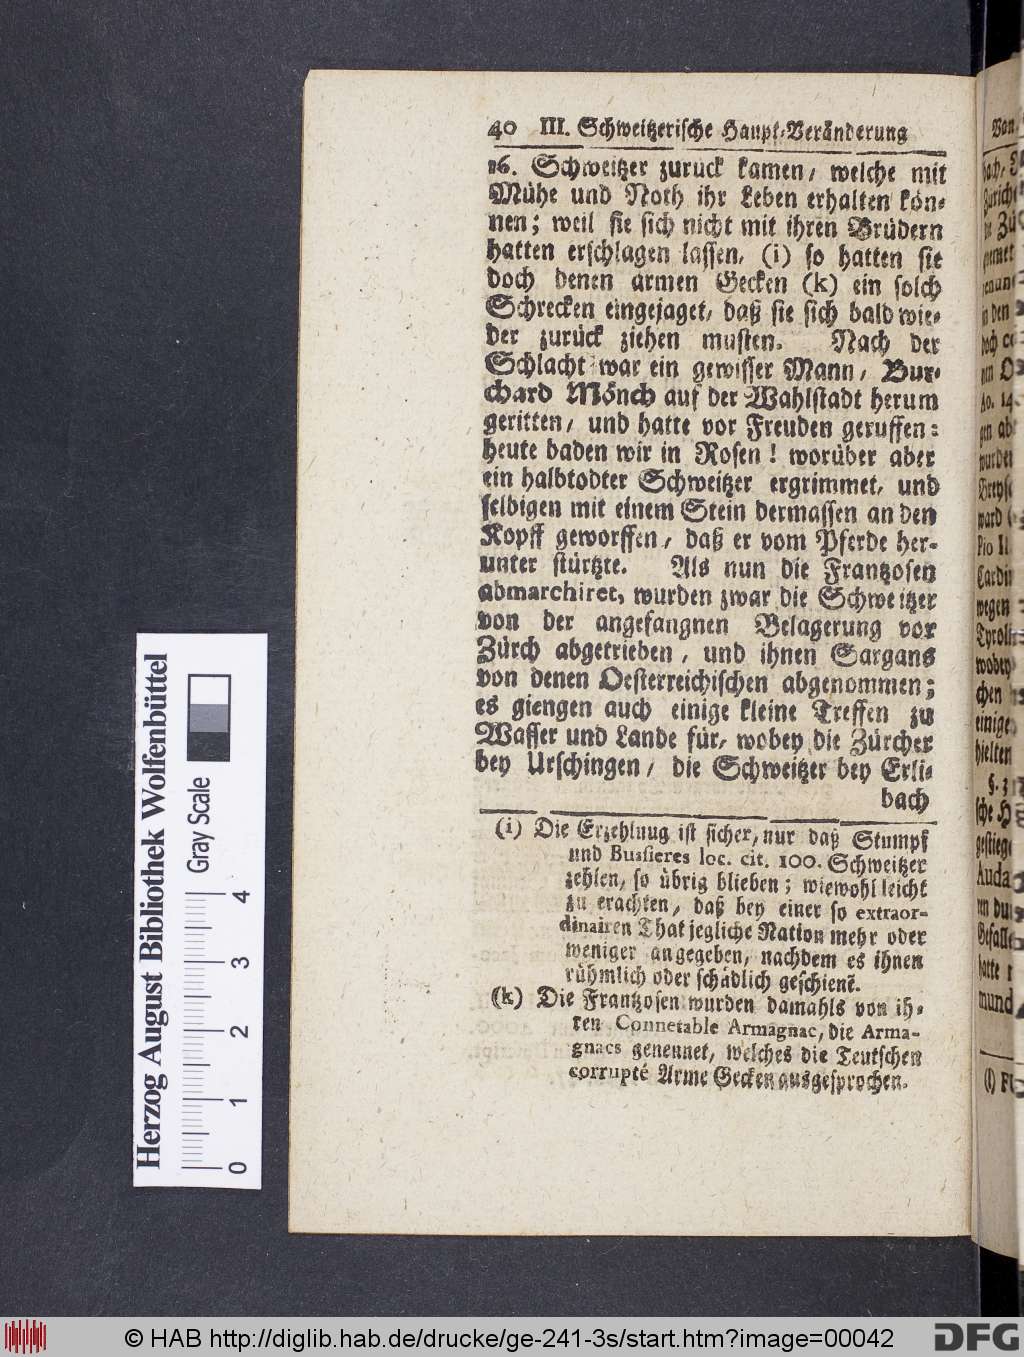 40 III. Schweitzerische Haupt-Veränderung
16. Schweitzer zurück kamen, welche mit
Mühe und Noth ihr Leben erhalten kön-
nen; weil sie sich nicht mit ihren Brüdern
hatten erschlagen lassen, (i) so hatten sie
doch denen armen Gecken (k) ein solch
Schrecken eingejaget, daß sie sich bald wie-
der zurück ziehen musten. Nach der
Schlacht war ein gewisser Mann, Bur-
chard Mönch auf der Wahlstadt herum
geritten, und hatte vor Freuden geruffen:
heute baden wir in Rosen! worüber aber
ein halbtodter Schweitzer ergrimmet, und
selbigen mit einem Stein dermassen an den
Kopff geworffen, daß er vom Pferde her-
unter stürtzte. Als nun die Frantzosen
abmarchiret, wurden zwar die Schweitzer
von der angefangnen Belagerung vor
Zürch abgetrieben, und ihnen Sargans
von denen Oesterreichischen abgenommen;
es giengen auch einige kleine Treffen zu
Wasser und Lande für, wobey die Zürcher
bey Urschingen, die Schweitzer bey Erli-
bach
(i) Die Erzehlnug ist sicher, nur daß Stumpf
und Bussieres loc. cit. 100. Schweitzer
zehlen, so übrig blieben; wiewohl leicht
zu erachten, daß bey einer so extraor-
dinairen That jegliche Nation mehr oder
weniger angegeben, nachdem es ihnen
rühmlich oder schädlich geschienẽ.
(k) Die Frantzosen wurden damahls von ih-
ren Connetable Armagnac, die Arma-
gnacs genennet, welches die Teutschen
corrupté Arme Gecken ausgesprochen.
Herzog August Bibliothek Wolfenbüttel
Gray Scale
0 1 2 3 4
© HAB http://diglib.hab.de/drucke/ge-241-3s/start.htm?image=00042
DFG